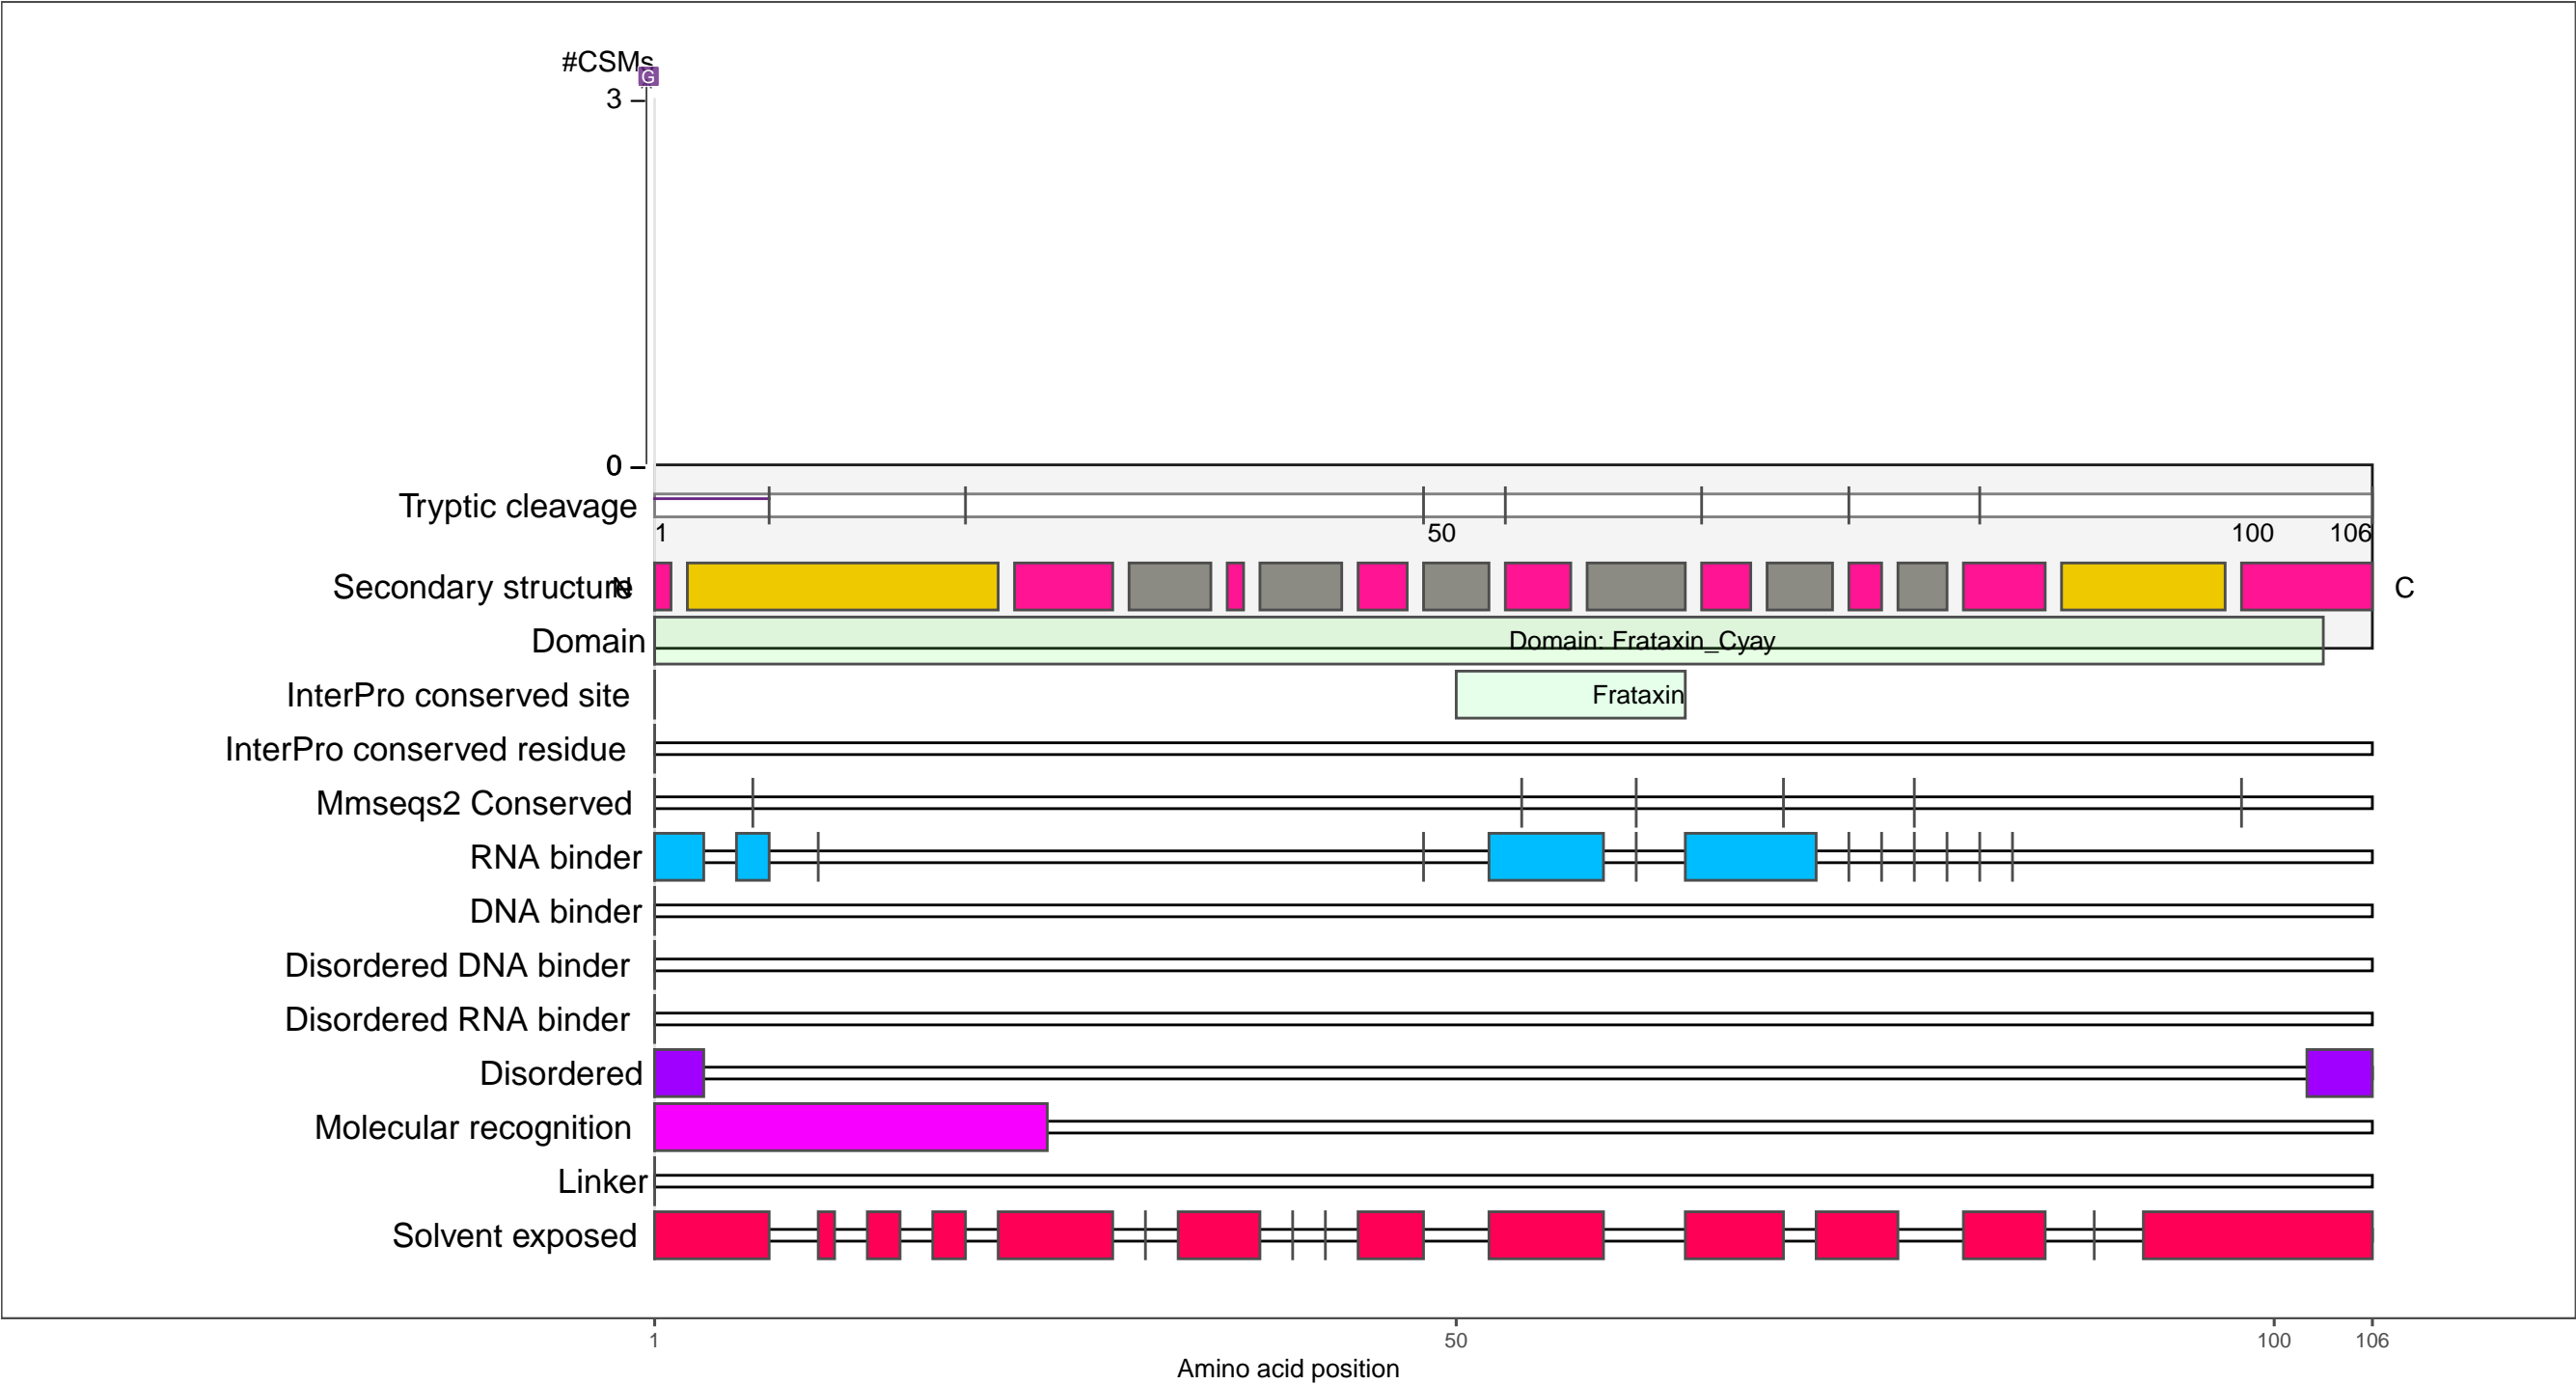 #CSMs
G
3
0
Tryptic cleavage
1 50 100 106
Secondary structure N C
Domain Domain: Frataxin_Cyay
InterPro conserved site Frataxin
InterPro conserved residue
Mmseqs2 Conserved
RNA binder
DNA binder
Disordered DNA binder
Disordered RNA binder
Disordered
Molecular recognition
Linker
Solvent exposed
1 50 100 106
Amino acid position